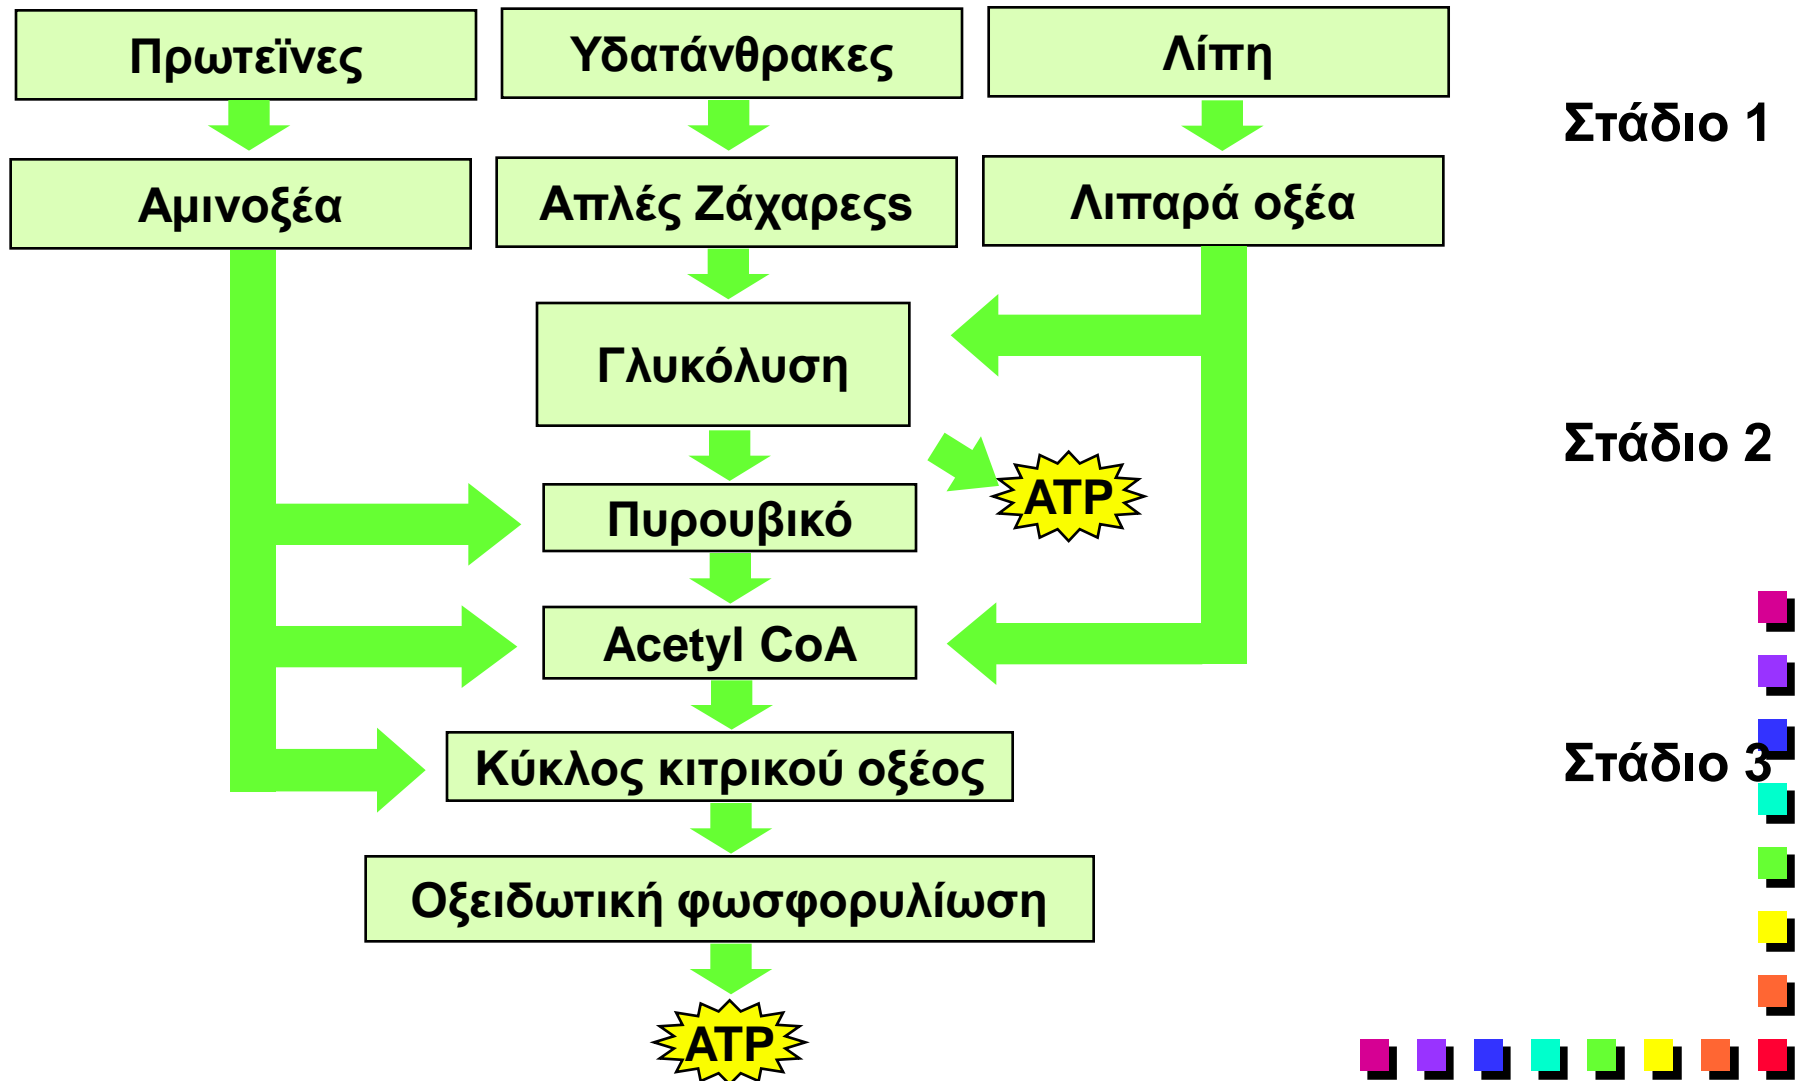 Πρωτεΐνες
Υδατάνθρακες
Λίπη
Στάδιο 1
Αμινοξέα
Απλές Ζάχαρεςs
Λιπαρά οξέα
Γλυκόλυση
Στάδιο 2
ATP
Πυρουβικό
Acetyl CoA
Κύκλος κιτρικού οξέος
Στάδιο 3
Οξειδωτική φωσφορυλίωση
ATP